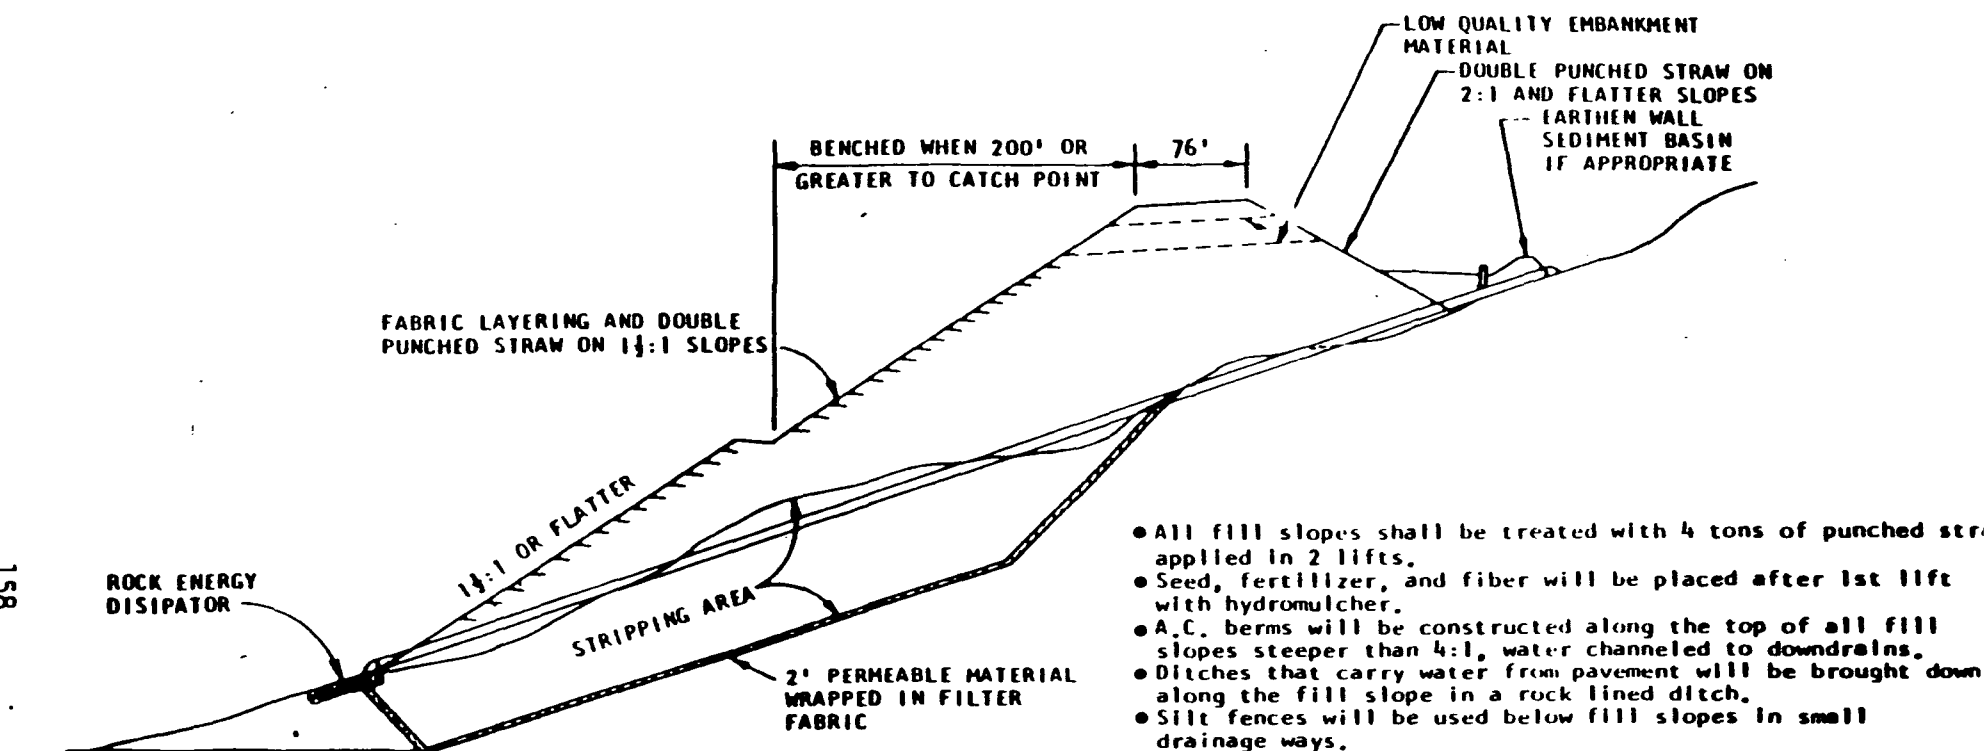 LOW QUALITY EMBANKMENT
MATERIAL
DOUBLE PUNCHED STRAW ON
2:1 AND FLATTER SLOPES
EARTHEN WALL
SEDIMENT BASIN
IF APPROPRIATE
BENCHED WHEN 200' OR
GREATER TO CATCH POINT
76'
FABRIC LAYERING AND DOUBLE
PUNCHED STRAW ON 1½:1 SLOPES
1½:1 OR FLATTER
ROCK ENERGY
DISIPATOR
STRIPPING AREA
2' PERMEABLE MATERIAL
WRAPPED IN FILTER
FABRIC
● All fill slopes shall be treated with 4 tons of punched
applied in 2 lifts.
● Seed, fertilizer, and fiber will be placed after 1st lift
with hydromulcher.
● A.C. berms will be constructed along the top of all fill
slopes steeper than 4:1, water channeled to downdrains.
● Ditches that carry water from pavement will be brought down
along the fill slope in a rock lined ditch.
● Silt fences will be used below fill slopes in small
drainage ways.
158